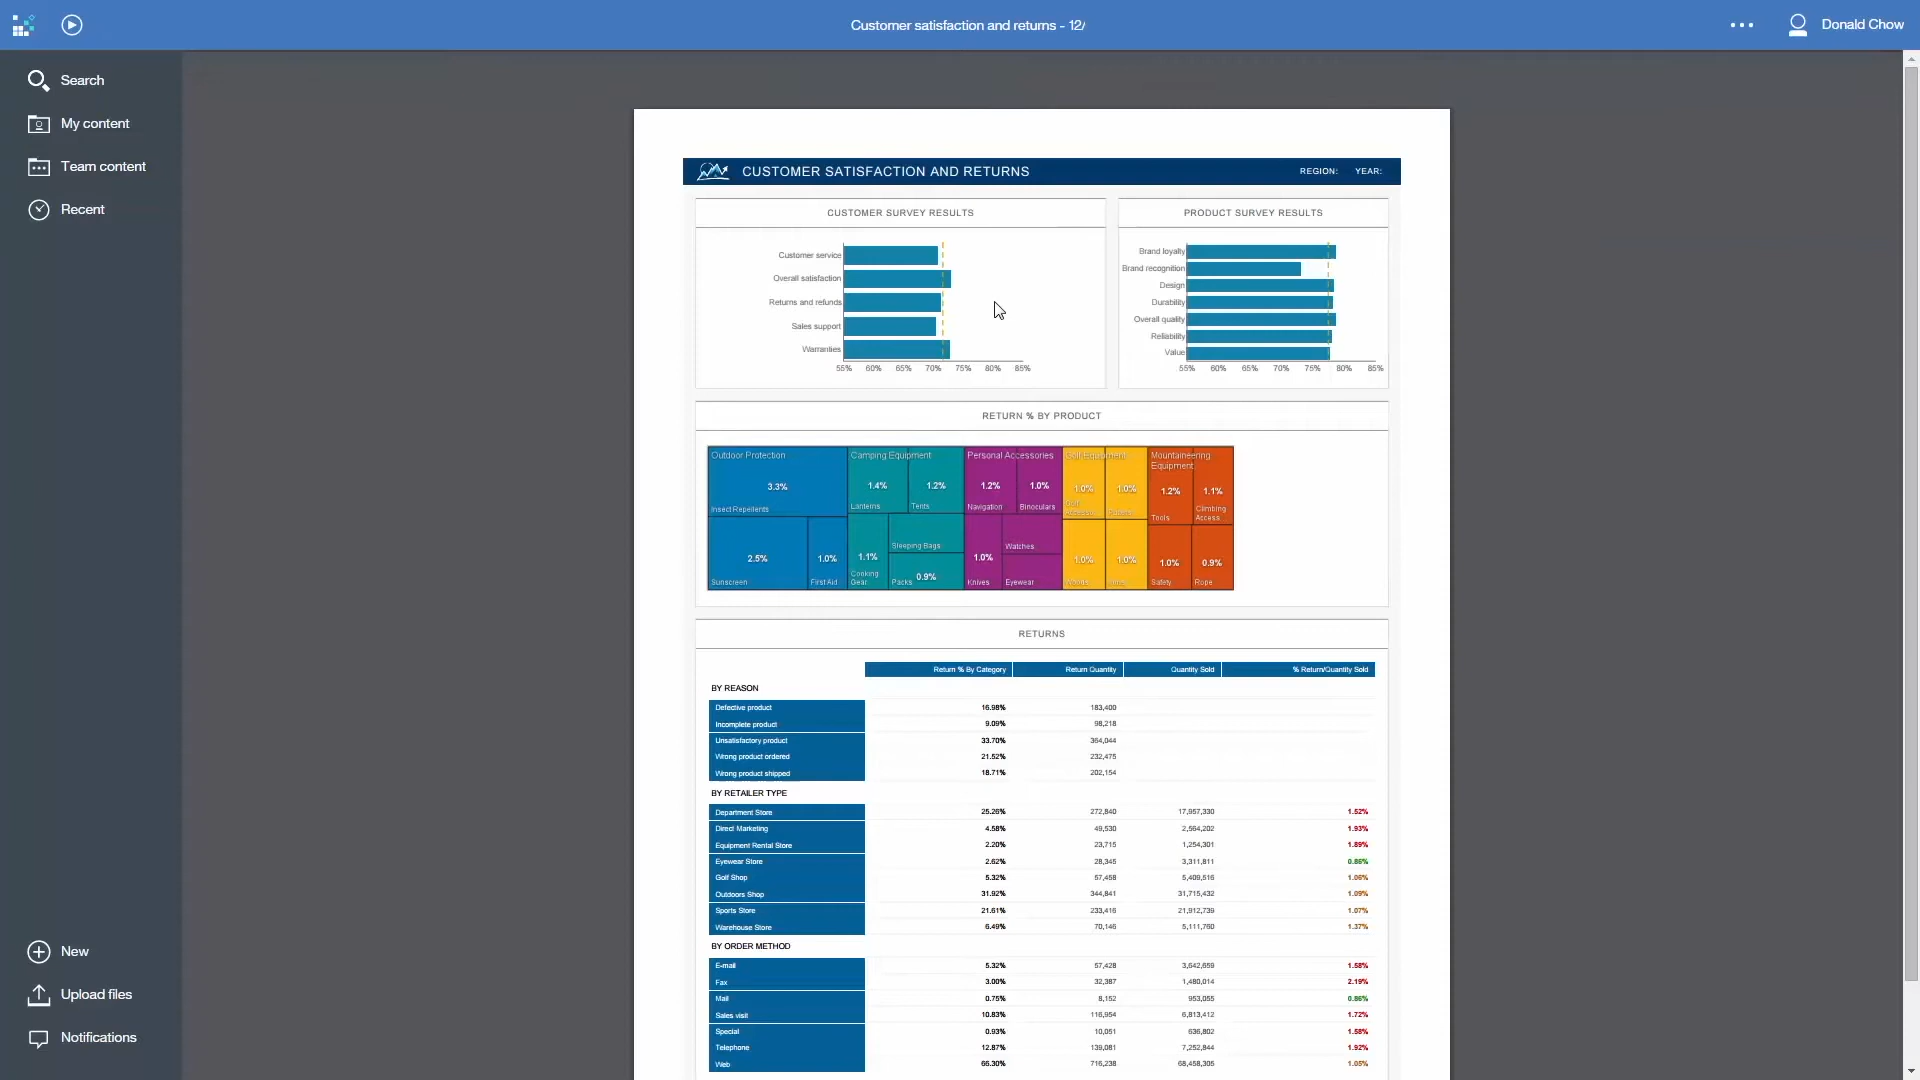 Customer satisfaction and returns - 12/
Donald Chow
Search
My content
Team content
Recent
New
Upload files
Notifications
CUSTOMER SATISFACTION AND RETURNS
REGION: YEAR:
CUSTOMER SURVEY RESULTS
Customer service
Overall satisfaction
Returns and refunds
Sales support
Warranties
55% 60% 65% 70% 75% 80% 85%
PRODUCT SURVEY RESULTS
Brand loyalty
Brand recognition
Design
Durability
Overall quality
Reliability
Value
55% 60% 65% 70% 75% 80% 85%
RETURN % BY PRODUCT
Outdoor Protection
3.3%
Insect Repellents
2.5%
Sunscreen
1.0%
First Aid
Camping Equipment
1.4%
Lanterns
1.2%
Tents
1.1%
Cooking
Gear
Sleeping Bags
Packs 0.9%
Personal Accessories
1.2%
Navigation
1.0%
Binoculars
1.0%
Knives
Watches
Eyewear
Golf Equipment
1.0%
1.0%
1.0%
1.0%
Mountaineering
Equipment
1.2%
Tools
1.1%
Climbing
Access...
1.0%
Safety
0.9%
Rope
RETURNS
Return % By Category Return Quantity Quantity Sold % Return/Quantity Sold
BY REASON
Defective product 16.98% 183,400
Incomplete product 9.09% 98,218
Unsatisfactory product 33.70% 364,044
Wrong product ordered 21.52% 232,475
Wrong product shipped 18.71% 202,154
BY RETAILER TYPE
Department Store 25.26% 272,840 17,957,330 1.52%
Direct Marketing 4.58% 49,530 2,564,202 1.93%
Equipment Rental Store 2.20% 23,715 1,254,301 1.89%
Eyewear Store 2.62% 28,345 3,311,811 0.86%
Golf Shop 5.32% 57,458 5,409,516 1.06%
Outdoors Shop 31.92% 344,841 31,715,432 1.09%
Sports Store 21.61% 233,416 21,912,739 1.07%
Warehouse Store 6.49% 70,146 5,111,760 1.37%
BY ORDER METHOD
E-mail 5.32% 57,428 3,642,659 1.58%
Fax 3.00% 32,387 1,480,014 2.19%
Mail 0.75% 8,152 953,055 0.86%
Sales visit 10.83% 116,954 6,813,412 1.72%
Special 0.93% 10,051 636,802 1.58%
Telephone 12.87% 139,081 7,252,844 1.92%
Web 66.30% 716,238 68,458,305 1.05%